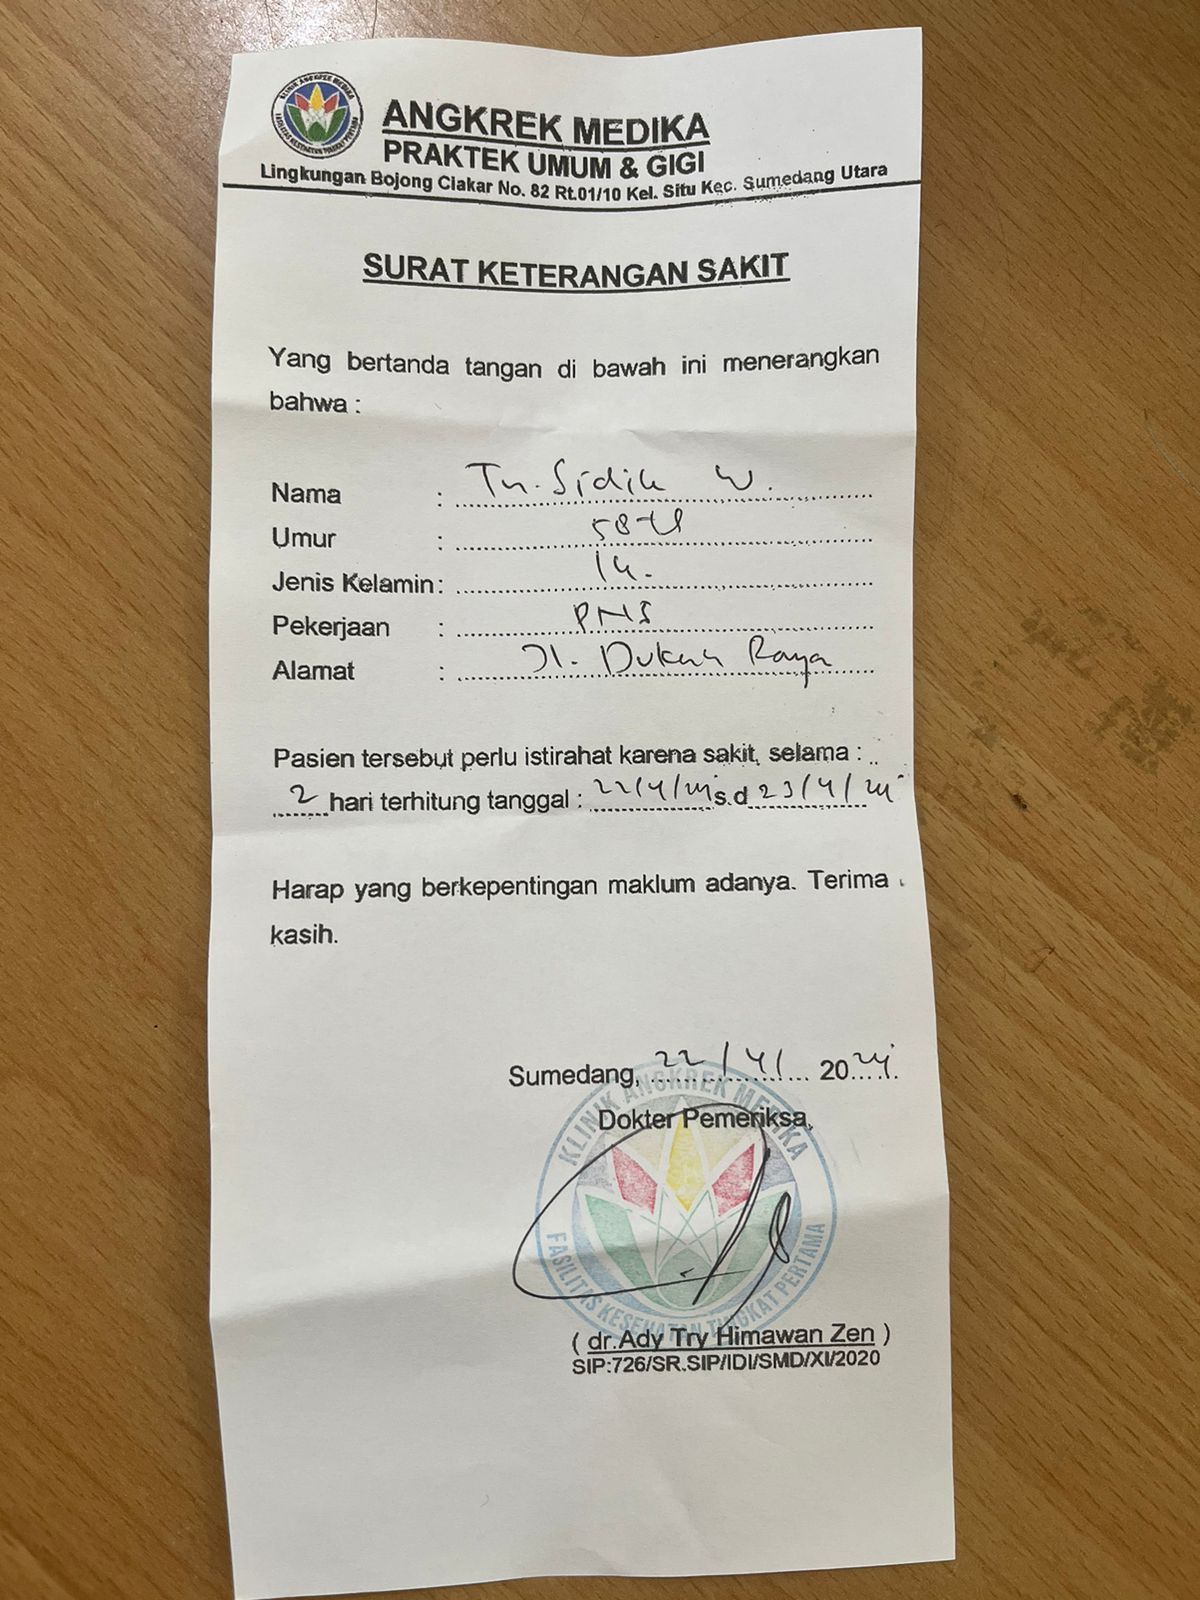 KLINIK ANGKREK MEDIKA
FASILITAS KESEHATAN TINGKAT PERTAMA
ANGKREK MEDIKA
PRAKTEK UMUM & GIGI
Lingkungan Bojong Ciakar No. 82 Rt.01/10 Kel. Situ Kec. Sumedang Utara
SURAT KETERANGAN SAKIT
Yang bertanda tangan di bawah ini menerangkan
bahwa :
Nama : Tn. Sidik W.
Umur : 58 th
Jenis Kelamin :
Pekerjaan : PNS
Alamat : Jl. Dukuh Raya
Pasien tersebut perlu istirahat karena sakit, selama :
2 hari terhitung tanggal : 22/4/24 s.d 23/4/24
Harap yang berkepentingan maklum adanya. Terima
kasih.
Sumedang, 22/4/ 2024
Dokter Pemeriksa,
KLINIK ANGKREK MEDIKA
FASILITIS KESEHATAN TINGKAT PERTAMA
( dr.Ady Try Himawan Zen )
SIP:726/SR.SIP/IDI/SMD/XI/2020